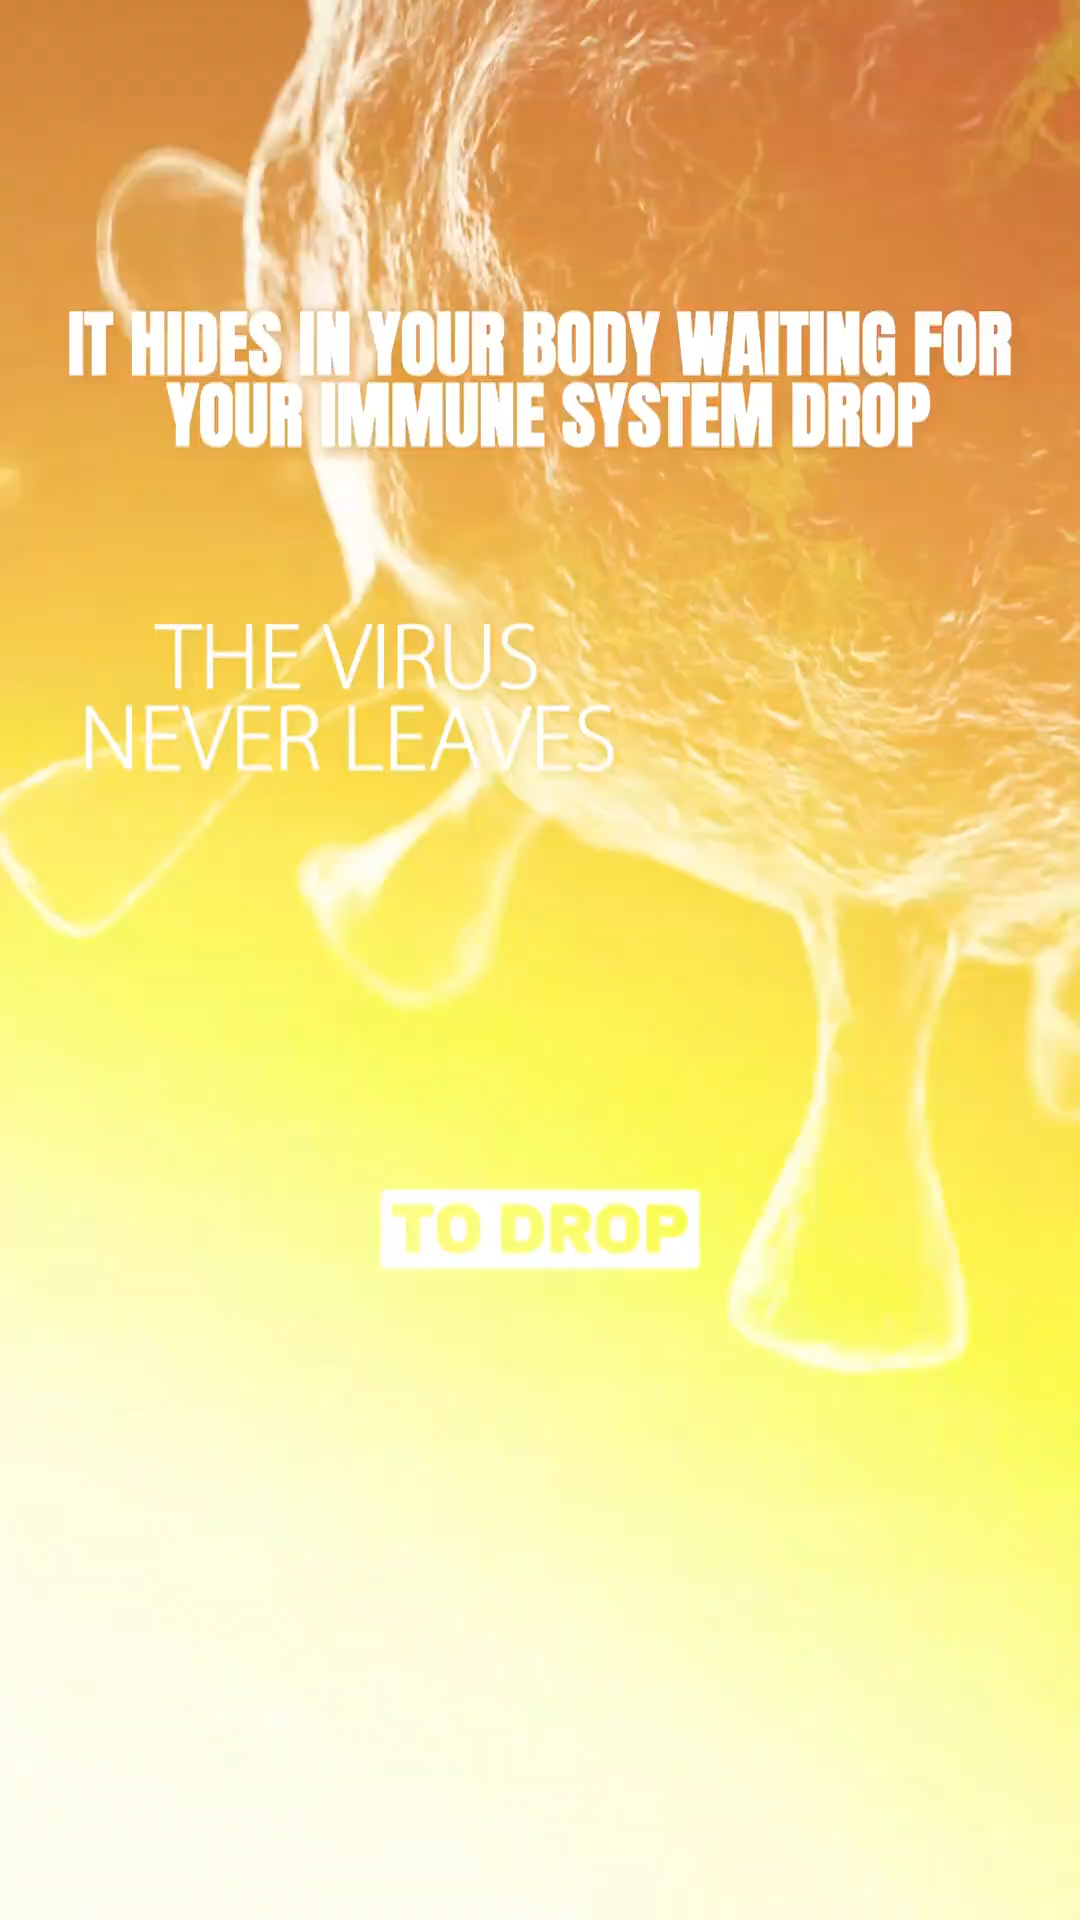 IT HIDES IN YOUR BODY WAITING FOR
YOUR IMMUNE SYSTEM DROP
THE VIRUS
NEVER LEAVES
TO DROP